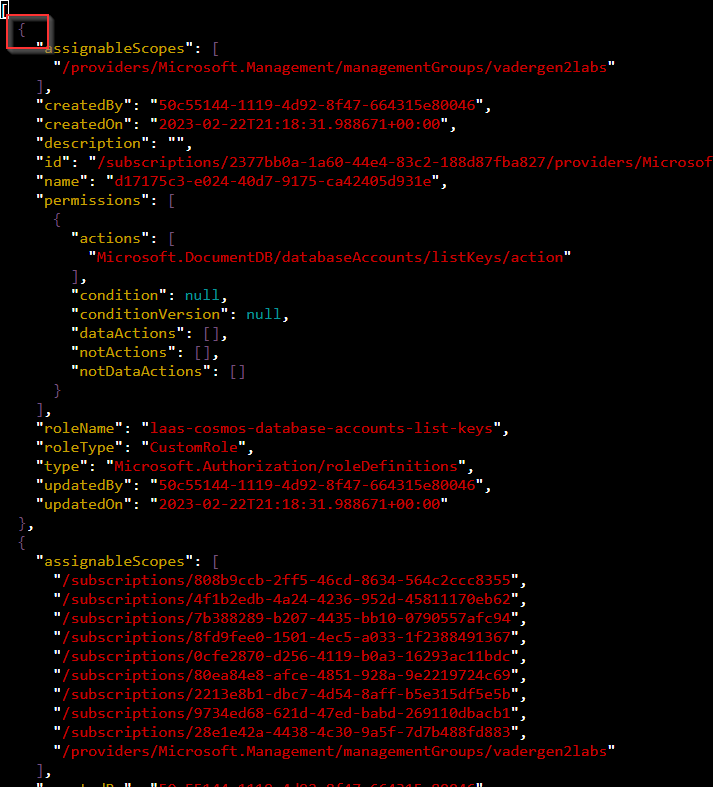 [
{
"assignableScopes": [
"/providers/Microsoft.Management/managementGroups/vadergen2labs"
],
"createdBy": "50c55144-1119-4d92-8f47-664315e80046",
"createdOn": "2023-02-22T21:18:31.988671+00:00",
"description": "",
"id": "/subscriptions/2377bb0a-1a60-44e4-83c2-188d87fba827/providers/Microsof
"name": "d17175c3-e024-40d7-9175-ca42405d931e",
"permissions": [
{
"actions": [
"Microsoft.DocumentDB/databaseAccounts/listKeys/action"
],
"condition": null,
"conditionVersion": null,
"dataActions": [],
"notActions": [],
"notDataActions": []
}
],
"roleName": "laas-cosmos-database-accounts-list-keys",
"roleType": "CustomRole",
"type": "Microsoft.Authorization/roleDefinitions",
"updatedBy": "50c55144-1119-4d92-8f47-664315e80046",
"updatedOn": "2023-02-22T21:18:31.988671+00:00"
},
{
"assignableScopes": [
"/subscriptions/808b9ccb-2ff5-46cd-8634-564c2ccc8355",
"/subscriptions/4f1b2edb-4a24-4236-952d-45811170eb62",
"/subscriptions/7b388289-b207-4435-bb10-0790557afc94",
"/subscriptions/8fd9fee0-1501-4ec5-a033-1f2388491367",
"/subscriptions/0cfe2870-d256-4119-b0a3-16293ac11bdc",
"/subscriptions/80ea84e8-afce-4851-928a-9e2219724c69",
"/subscriptions/2213e8b1-dbc7-4d54-8aff-b5e315df5e5b",
"/subscriptions/9734ed68-621d-47ed-babd-269110dbacb1",
"/subscriptions/28e1e42a-4438-4c30-9a5f-7d7b488fd883",
"/providers/Microsoft.Management/managementGroups/vadergen2labs"
],